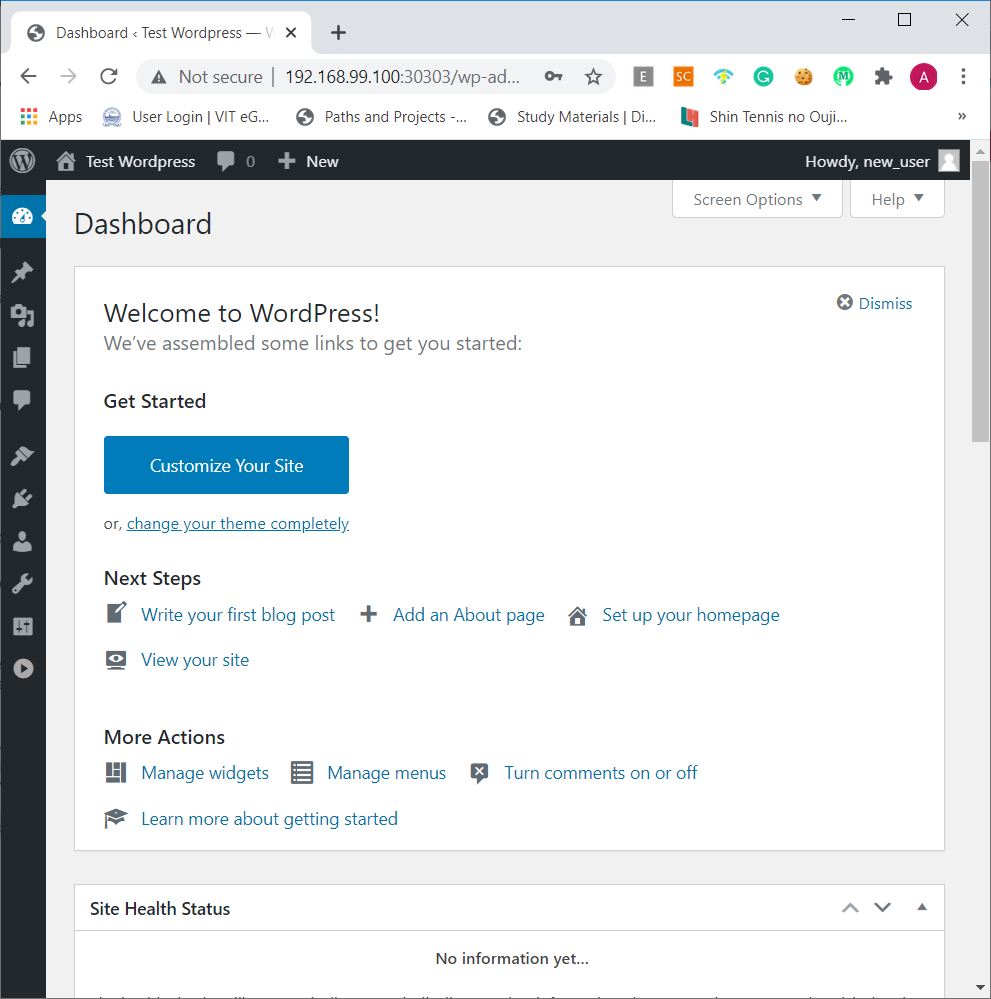 Dashboard ‹ Test Wordpress —
Not secure | 192.168.99.100:30303/wp-ad...
E SC G M A
Apps User Login | VIT eG... Paths and Projects -... Study Materials | Di... Shin Tennis no Ouji... »
Test Wordpress 0 New Howdy, new_user
Screen Options Help
Dashboard
Welcome to WordPress! Dismiss
We've assembled some links to get you started:
Get Started
Customize Your Site
or, change your theme completely
Next Steps
Write your first blog post Add an About page Set up your homepage
View your site
More Actions
Manage widgets Manage menus Turn comments on or off
Learn more about getting started
Site Health Status
No information yet...